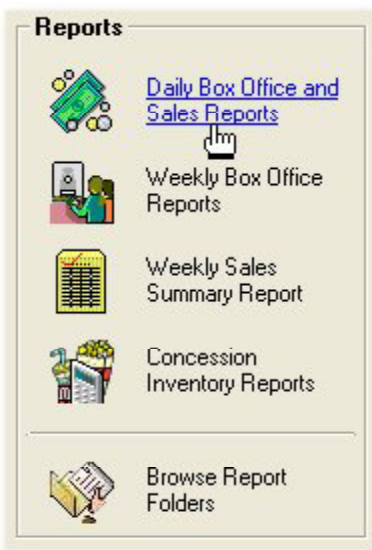 Reports
Daily Box Office and
Sales Reports
Weekly Box Office
Reports
Weekly Sales
Summary Report
Concession
Inventory Reports
Browse Report
Folders